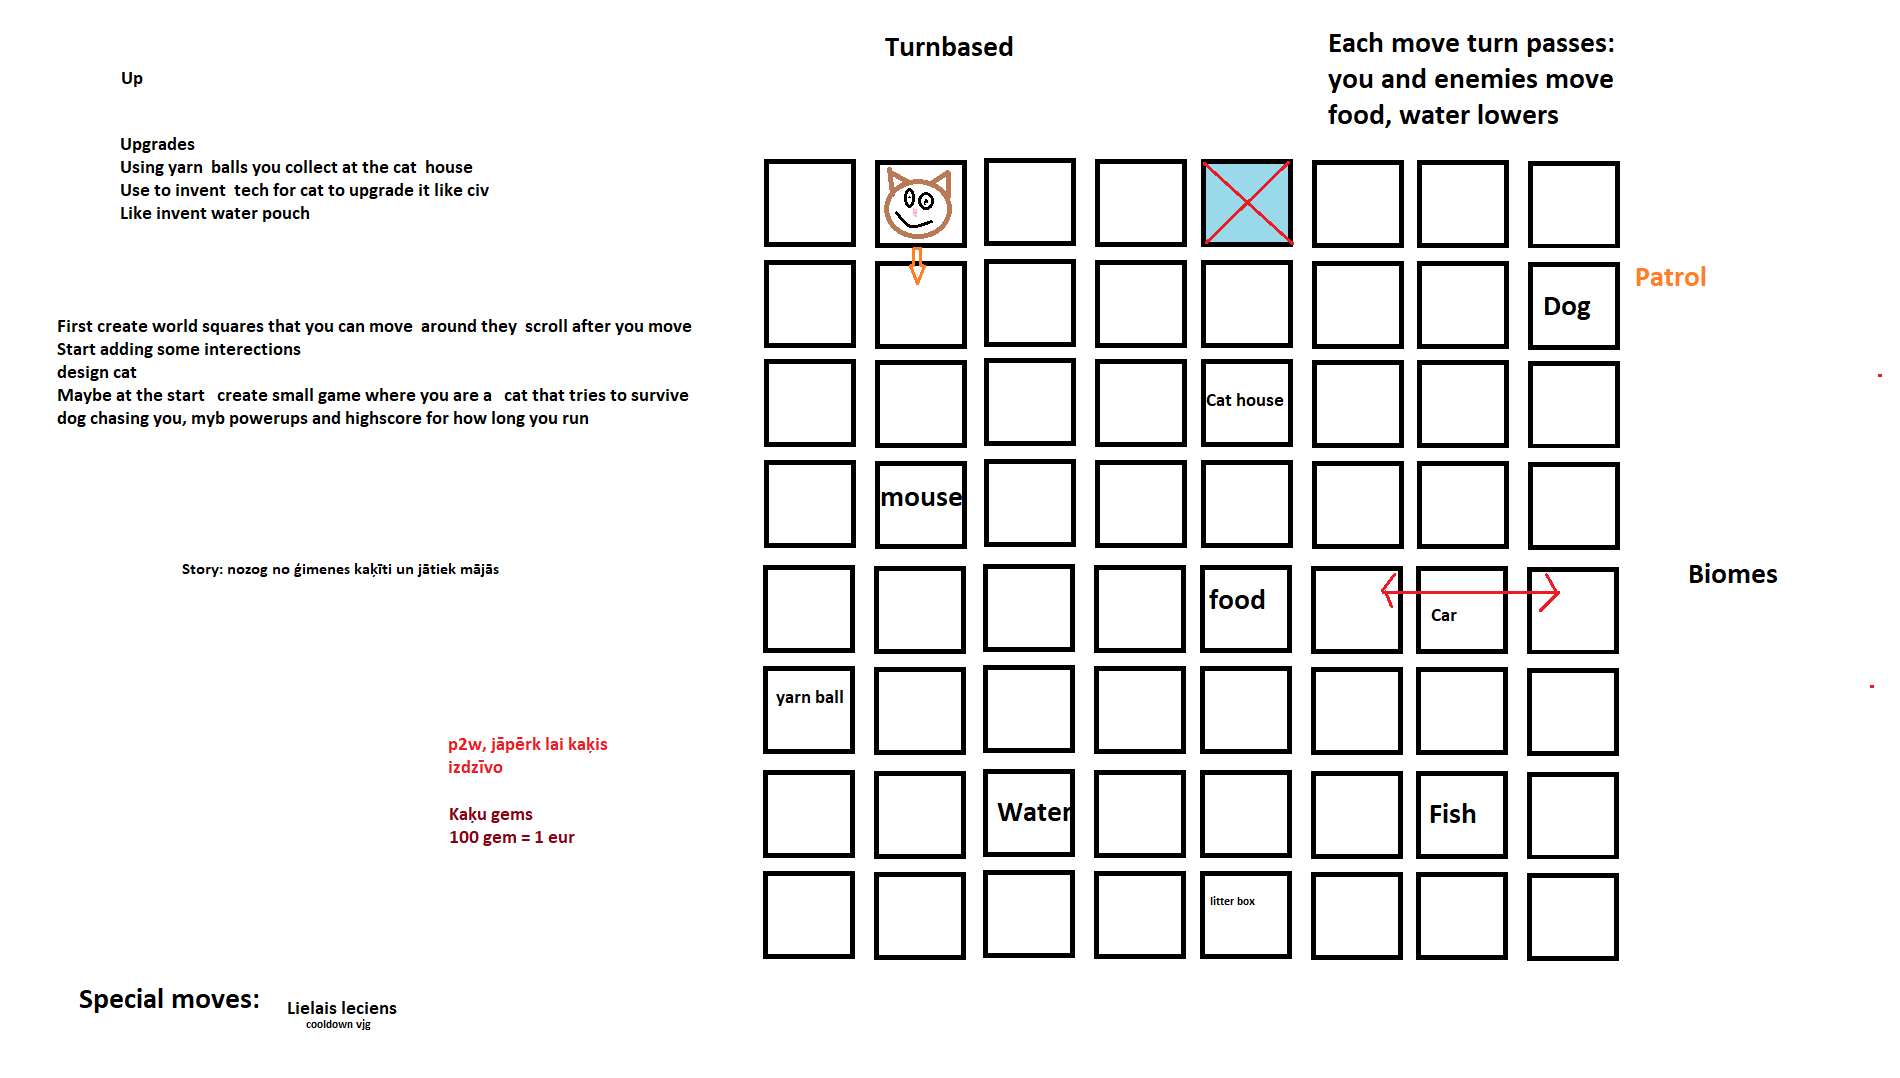 Turnbased
Each move turn passes:
you and enemies move
food, water lowers
Up
Upgrades
Using yarn balls you collect at the cat house
Use to invent tech for cat to upgrade it like civ
Like invent water pouch
First create world squares that you can move around they scroll after you move
Start adding some interections
design cat
Maybe at the start create small game where you are a cat that tries to survive
dog chasing you, myb powerups and highscore for how long you run
Patrol
Dog
Cat house
mouse
Story: nozog no ģimenes kaķīti un jātiek mājās
Biomes
food
Car
yarn ball
p2w, jāpērk lai kaķis
izdzīvo
Kaķu gems
100 gem = 1 eur
Water
Fish
litter box
Special moves:
Lielais leciens
cooldown vjg